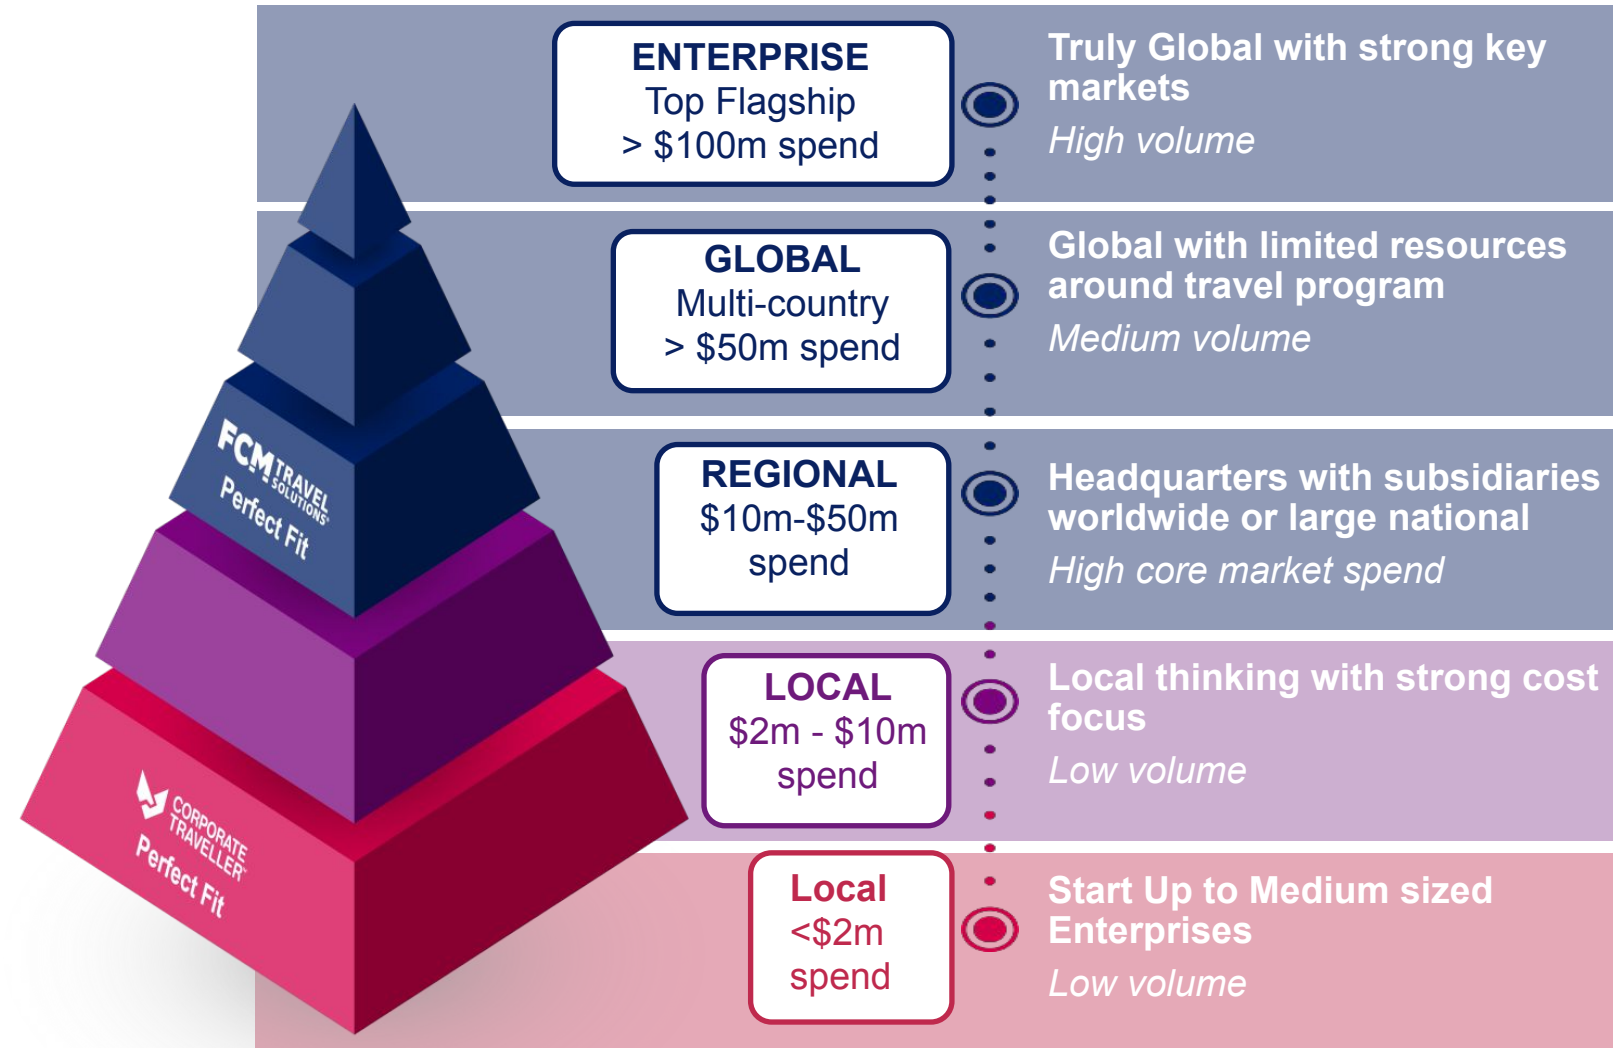 ENTERPRISE
Top Flagship
> $100m spend
Truly Global with strong key
markets
High volume
GLOBAL
Multi-country
> $50m spend
Global with limited resources
around travel program
Medium volume
FCM TRAVEL
SOLUTIONS
Perfect Fit
REGIONAL
$10m-$50m
spend
Headquarters with subsidiaries
worldwide or large national
High core market spend
LOCAL
$2m - $10m
spend
Local thinking with strong cost
focus
Low volume
CORPORATE
TRAVELLER
Perfect Fit
Local
<$2m
spend
Start Up to Medium sized
Enterprises
Low volume